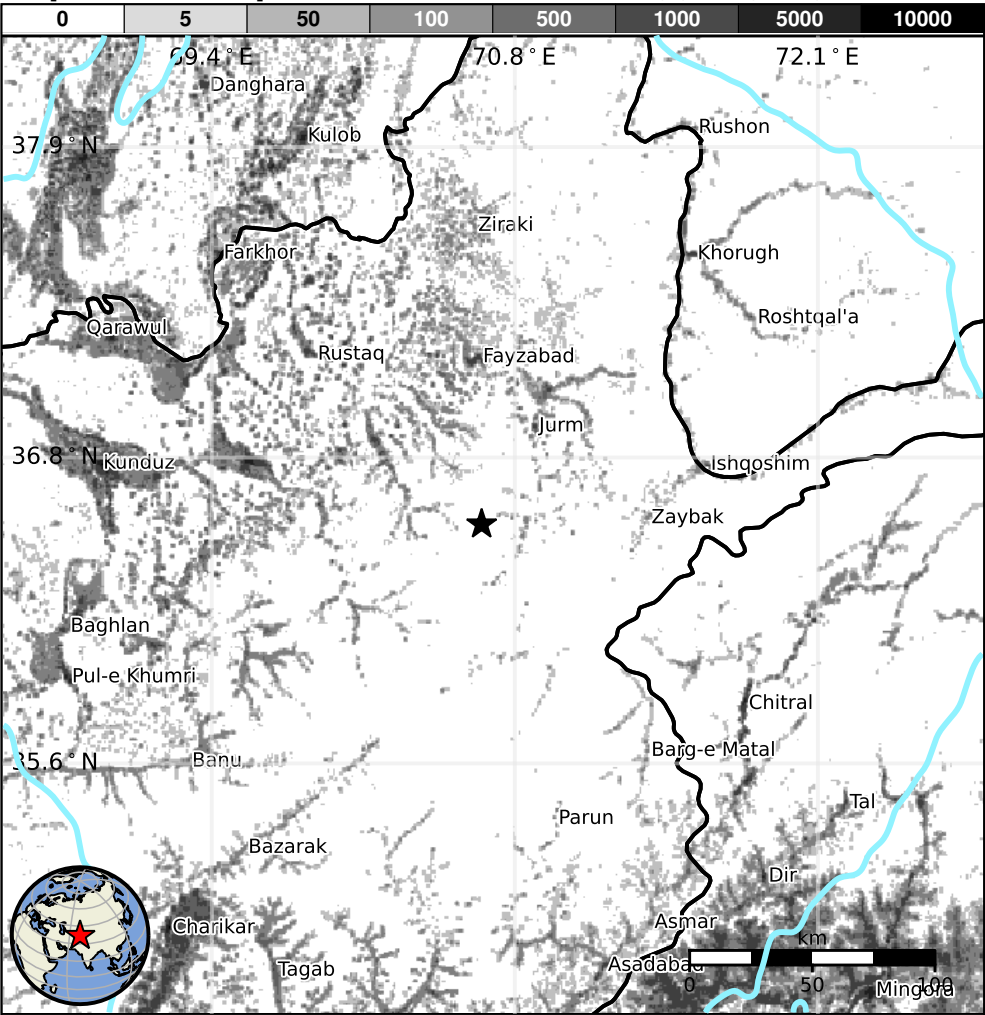 0 5 50 100 500 1000 5000 10000
69.4°E 70.8°E 72.1°E
Danghara
Rushon
Kulob
37.9°N
Ziraki
Farkhor
Khorugh
Roshtqal'a
Qarawul
Rustaq
Fayzabad
Jurm
36.8°N
Kunduz
Ishqoshim
Zaybak
Baghlan
Pul-e Khumri
Chitral
Barg-e Matal
35.6°N
Banu
Tal
Parun
Bazarak
Dir
Asmar
Charikar
km
Asadabad
Tagab
0 50 100
Mingora